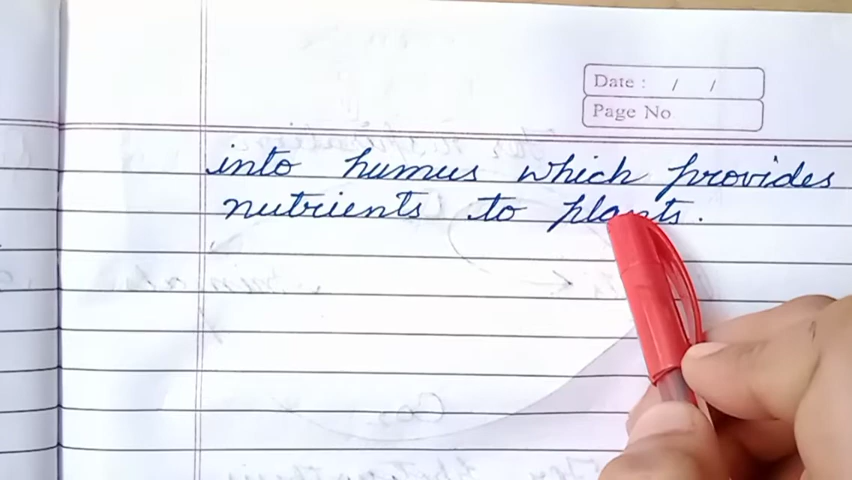 Date : / /
Page No
into humus which provides
nutrients to plants.